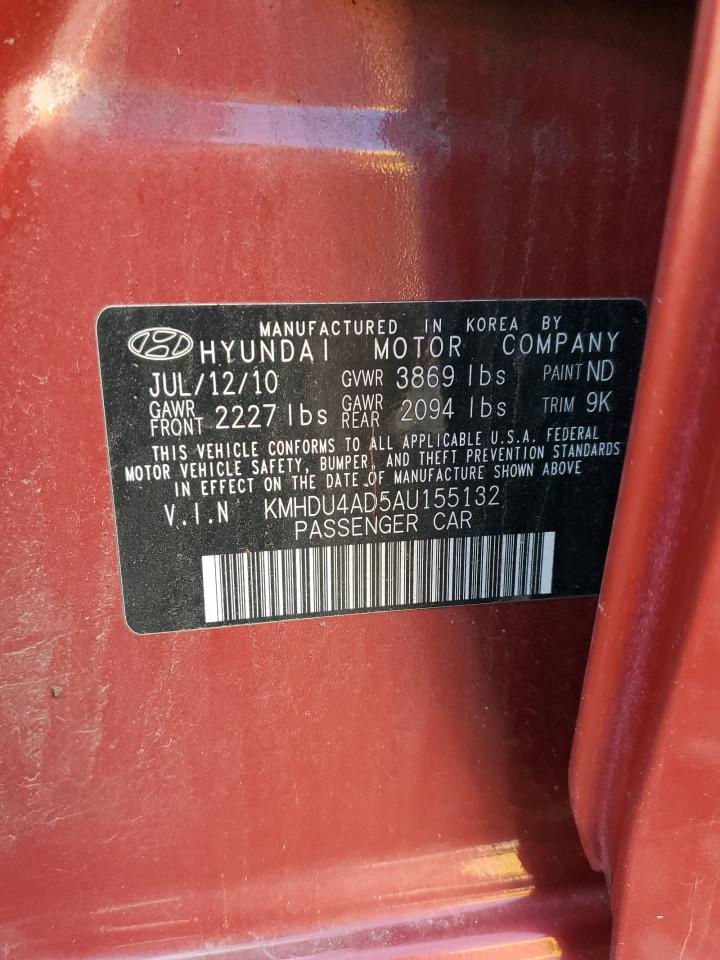 MANUFACTURED IN KOREA BY
HYUNDAI MOTOR COMPANY
JUL/12/10 GVWR 3869 lbs PAINT ND
GAWR FRONT 2227 lbs GAWR REAR 2094 lbs TRIM 9K
THIS VEHICLE CONFORMS TO ALL APPLICABLE U.S.A. FEDERAL
MOTOR VEHICLE SAFETY, BUMPER, AND THEFT PREVENTION STANDARDS
IN EFFECT ON THE DATE OF MANUFACTURE SHOWN ABOVE
V.I.N KMHDU4AD5AU155132
PASSENGER CAR